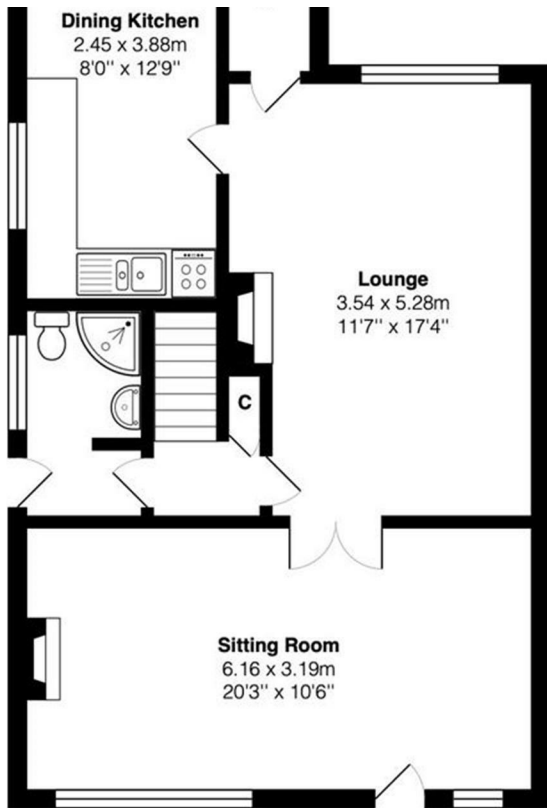 Dining Kitchen
2.45 x 3.88m
8'0" x 12'9"
Lounge
3.54 x 5.28m
11'7" x 17'4"
C
Sitting Room
6.16 x 3.19m
20'3" x 10'6"